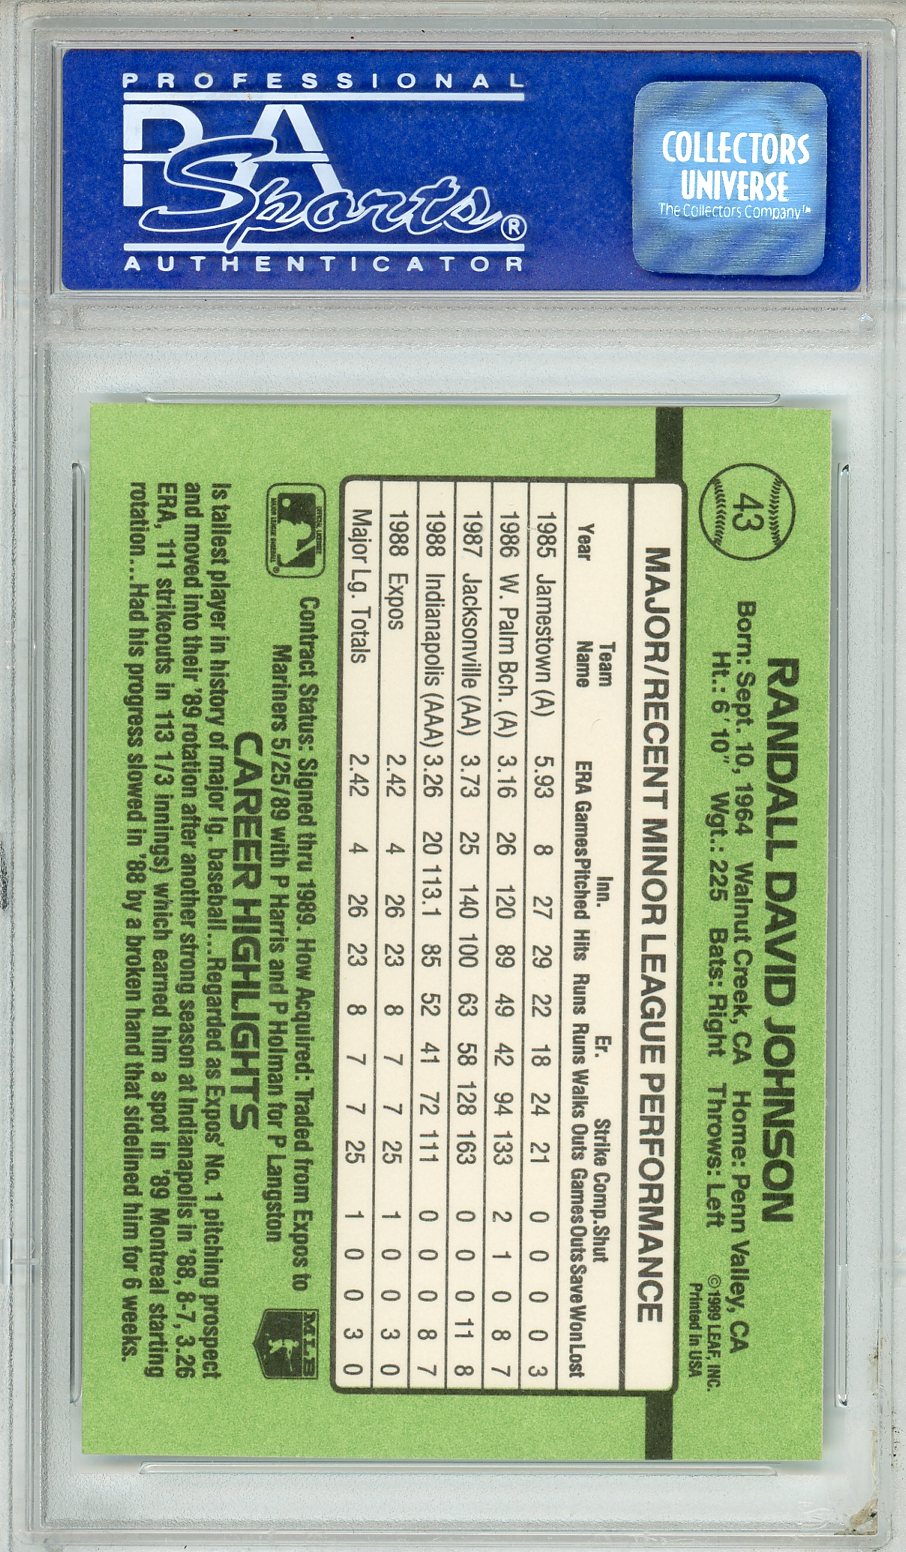 PROFESSIONAL
PSA
Sports®
AUTHENTICATOR
COLLECTORS
UNIVERSE
The Collectors Company™
43
RANDALL DAVID JOHNSON
Born: Sept. 10, 1964 Walnut Creek, CA Home: Penn Valley, CA
Ht.: 6'10" Wgt.: 225 Bats: Right Throws: Left
©1989 LEAF, INC.
Printed in USA
MAJOR/RECENT MINOR LEAGUE PERFORMANCE
Team Inn. Er. Strike Comp. Shut
Year Name ERA Games Pitched Hits Runs Runs Walks Outs Games Outs Save Won Lost
1985 Jamestown (A) 5.93 8 27 29 22 18 24 21 0 0 0 0 3
1986 W. Palm Bch. (A) 3.16 26 120 89 49 42 94 133 2 1 0 8 7
1987 Jacksonville (AA) 3.73 25 140 100 63 58 128 163 0 0 0 11 8
1988 Indianapolis (AAA) 3.26 20 113.1 85 52 41 72 111 0 0 0 8 7
1988 Expos 2.42 4 26 23 8 7 7 25 1 0 0 3 0
Major Lg. Totals 2.42 4 26 23 8 7 7 25 1 0 0 3 0
Contract Status: Signed thru 1989. How Acquired: Traded from Expos to
Mariners 5/25/89 with P Harris and P Holman for P Langston
MLB
CAREER HIGHLIGHTS
Is tallest player in history of major lg. baseball...Regarded as Expos' No. 1 pitching prospect
and moved into their '89 rotation after another strong season at Indianapolis in '88, 8-7, 3.26
ERA, 111 strikeouts in 113 1/3 innings) which earned him a spot in '89 Montreal starting
rotation...Had his progress slowed in '88 by a broken hand that sidelined him for 6 weeks.